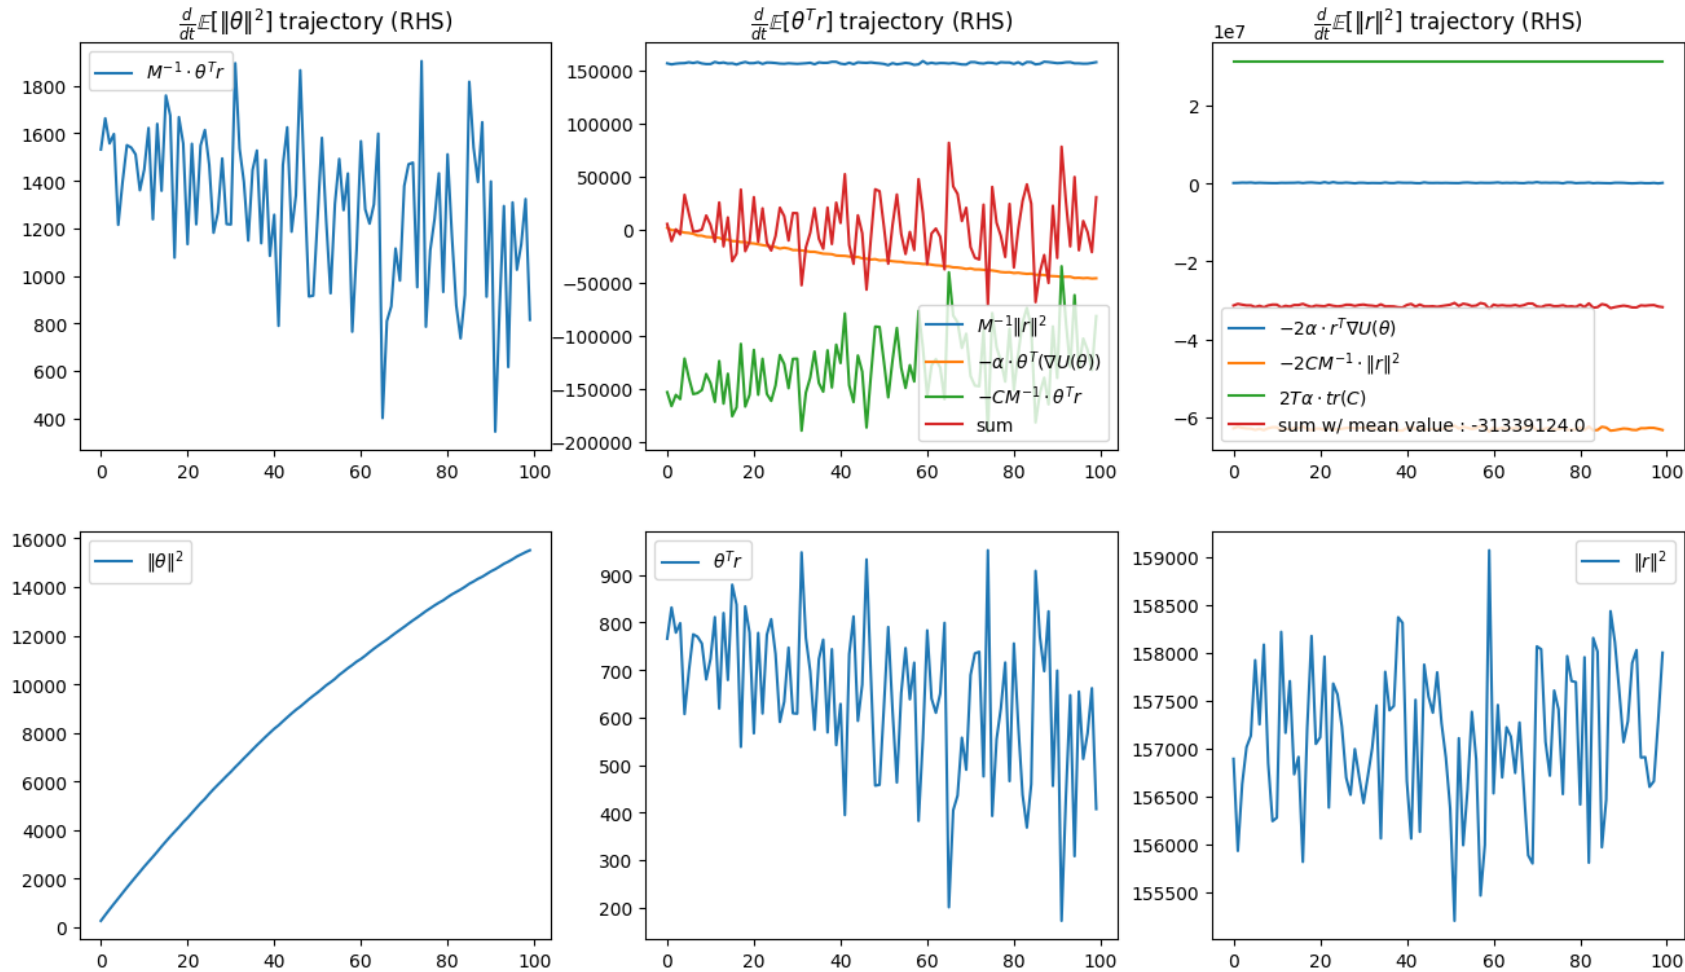 d/dt 𝔼[‖θ‖²] trajectory (RHS)
M⁻¹ · θᵀr
1800
1600
1400
1200
1000
800
600
400
0 20 40 60 80 100
d/dt 𝔼[θᵀr] trajectory (RHS)
150000
100000
50000
0
−50000
−100000
−150000
−200000
M⁻¹‖r‖²
−α · θᵀ(∇U(θ))
−CM⁻¹ · θᵀr
sum
0 20 40 60 80 100
d/dt 𝔼[‖r‖²] trajectory (RHS)
1e7
2
0
−2
−4
−6
−2α · rᵀ∇U(θ)
−2CM⁻¹ · ‖r‖²
2Tα · tr(C)
sum w/ mean value : -31339124.0
0 20 40 60 80 100
‖θ‖²
16000
14000
12000
10000
8000
6000
4000
2000
0
0 20 40 60 80 100
θᵀr
900
800
700
600
500
400
300
200
0 20 40 60 80 100
‖r‖²
159000
158500
158000
157500
157000
156500
156000
155500
0 20 40 60 80 100